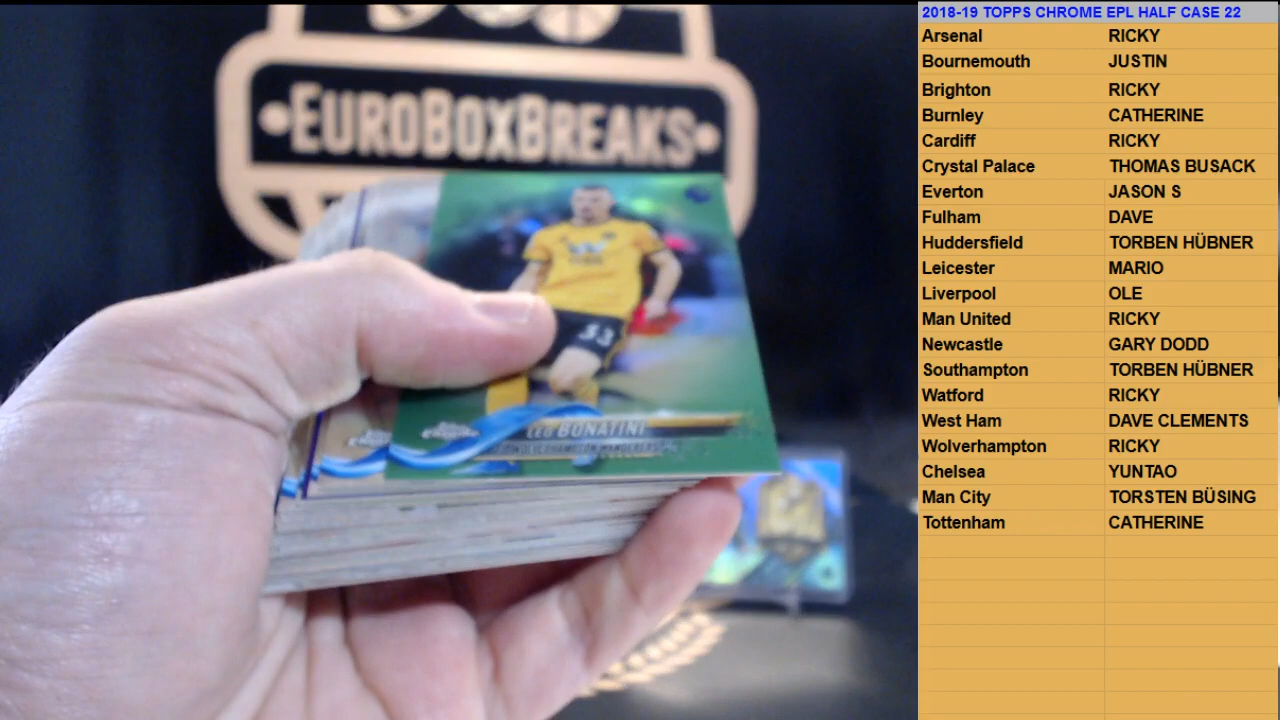 EUROBOXBREAKS
33
LEO BONATINI
WOLVERHAMPTON WANDERERS
2018-19 TOPPS CHROME EPL HALF CASE 22
Arsenal RICKY
Bournemouth JUSTIN
Brighton RICKY
Burnley CATHERINE
Cardiff RICKY
Crystal Palace THOMAS BUSACK
Everton JASON S
Fulham DAVE
Huddersfield TORBEN HÜBNER
Leicester MARIO
Liverpool OLE
Man United RICKY
Newcastle GARY DODD
Southampton TORBEN HÜBNER
Watford RICKY
West Ham DAVE CLEMENTS
Wolverhampton RICKY
Chelsea YUNTAO
Man City TORSTEN BÜSING
Tottenham CATHERINE